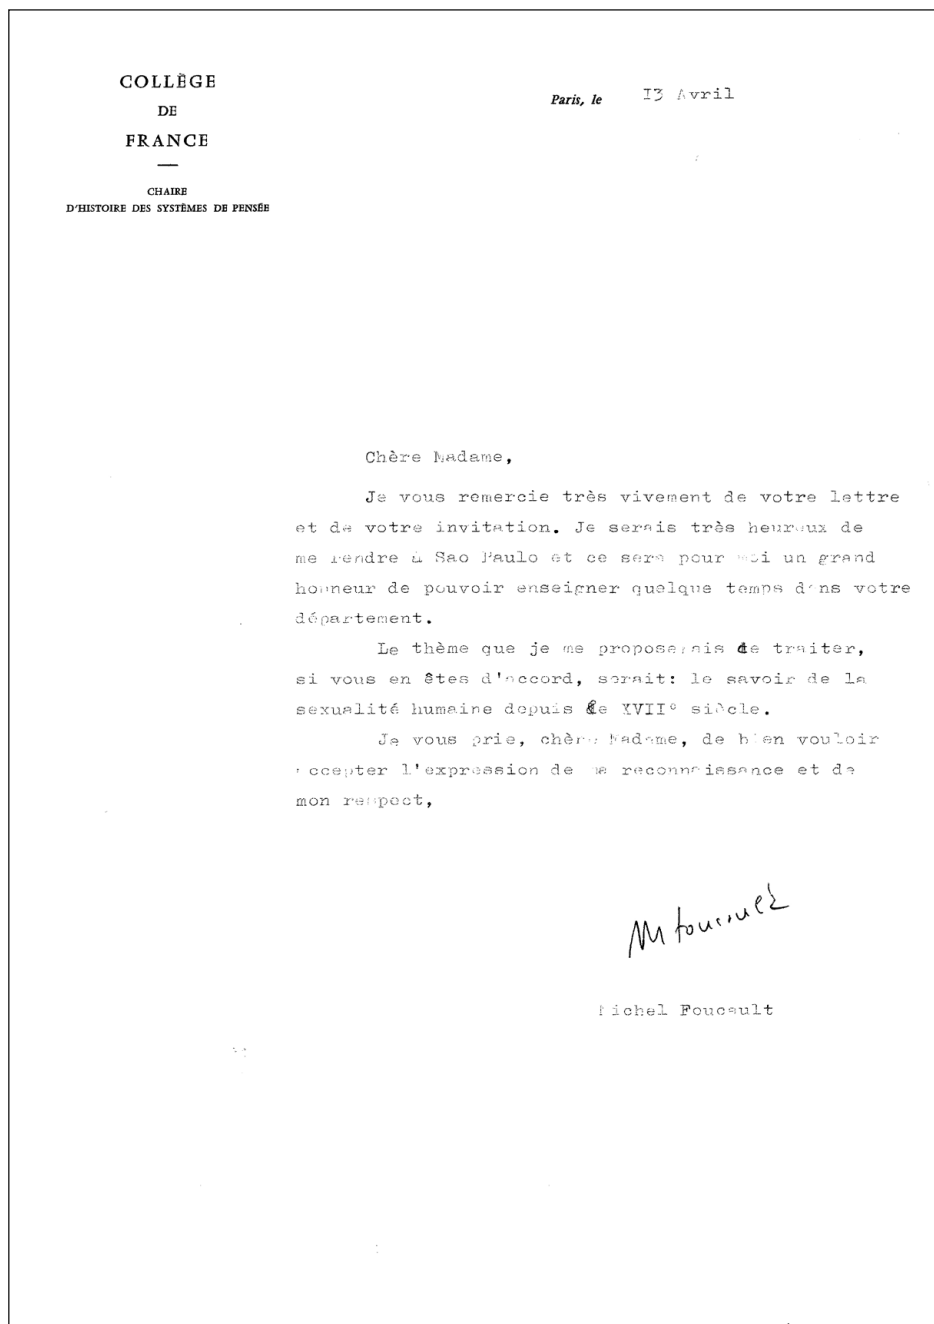 COLLÈGE
DE
FRANCE
CHAIRE
D'HISTOIRE DES SYSTÈMES DE PENSÉE
Paris, le 13 Avril
Chère Madame,
Je vous remercie très vivement de votre lettre
et de votre invitation. Je serais très heureux de
me rendre à Sao Paulo et ce sera pour moi un grand
honneur de pouvoir enseigner quelque temps dans votre
département.
Le thème que je me proposerais de traiter,
si vous en êtes d'accord, serait: le savoir de la
sexualité humaine depuis le XVII° siècle.
Je vous prie, chère Madame, de bien vouloir
accepter l'expression de ma reconnaissance et de
mon respect,
M Foucault
Michel Foucault